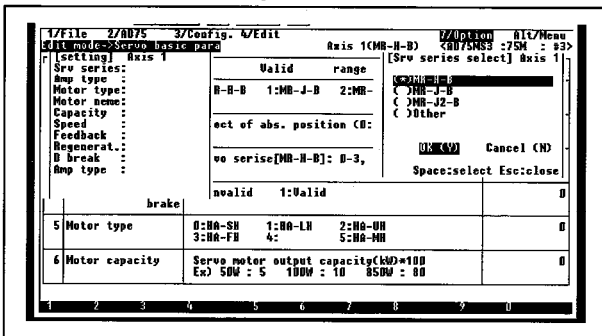 1/File 2/AD75 3/Config. 4/Edit 7/Option Alt/Menu
Edit mode->Servo basic para Axis 1(MR-H-B) <AD75MS3 :75M : #3>
[setting] Axis 1
Srv series:
Amp type :
Motor type:
Motor neme:
Capacity :
Speed :
Feedback :
Regenerat.:
D break :
Amp type :
Valid range
R-H-B 1:MR-J-B 2:MR-
ect of abs. position (0:
vo serise[MR-H-B]: 0-3,
[Srv series select] Axis 1
(*)MR-H-B
( )MR-J-B
( )MR-J2-B
( )Other
OK (Y) Cancel (N)
Space:select Esc:close
brake nvalid 1:Valid 0
5 Motor type 0:HA-SH 1:HA-LH 2:HA-UH 0
3:HA-FH 4: 5:HA-MH
6 Motor capacity Servo motor output capacity(kW)*100 0
Ex) 50W : 5 100W : 10 850W : 80
1 2 3 4 5 6 7 8 9 0